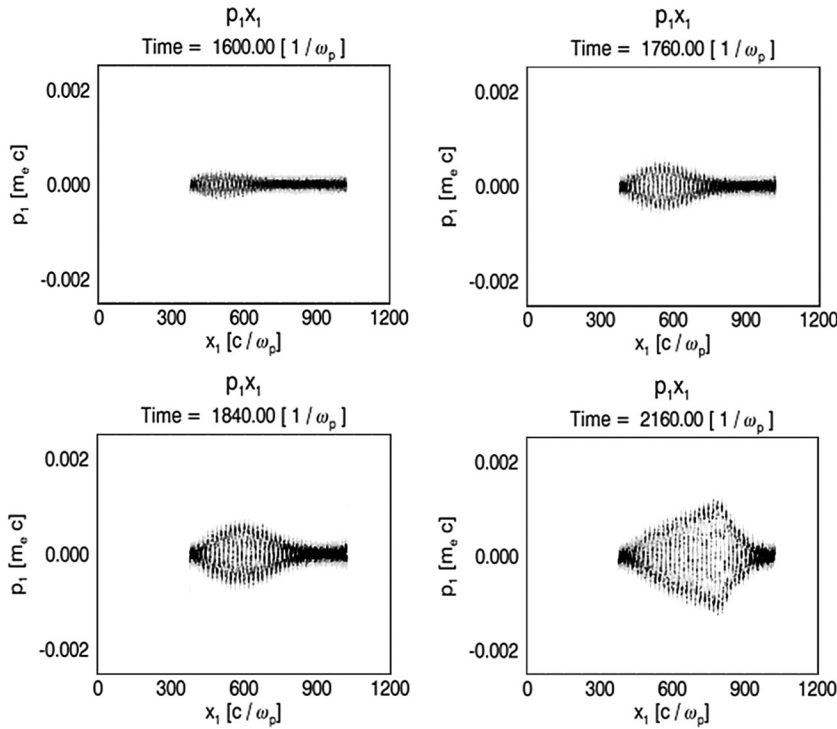 p₁x₁
Time = 1600.00 [ 1 / ωₚ ]
0.002
0.000
-0.002
p₁ [mₑ c]
0 300 600 900 1200
x₁ [c / ωₚ]
p₁x₁
Time = 1760.00 [ 1 / ωₚ ]
0.002
0.000
-0.002
p₁ [mₑ c]
0 300 600 900 1200
x₁ [c / ωₚ]
p₁x₁
Time = 1840.00 [ 1 / ωₚ ]
0.002
0.000
-0.002
p₁ [mₑ c]
0 300 600 900 1200
x₁ [c / ωₚ]
p₁x₁
Time = 2160.00 [ 1 / ωₚ ]
0.002
0.000
-0.002
p₁ [mₑ c]
0 300 600 900 1200
x₁ [c / ωₚ]